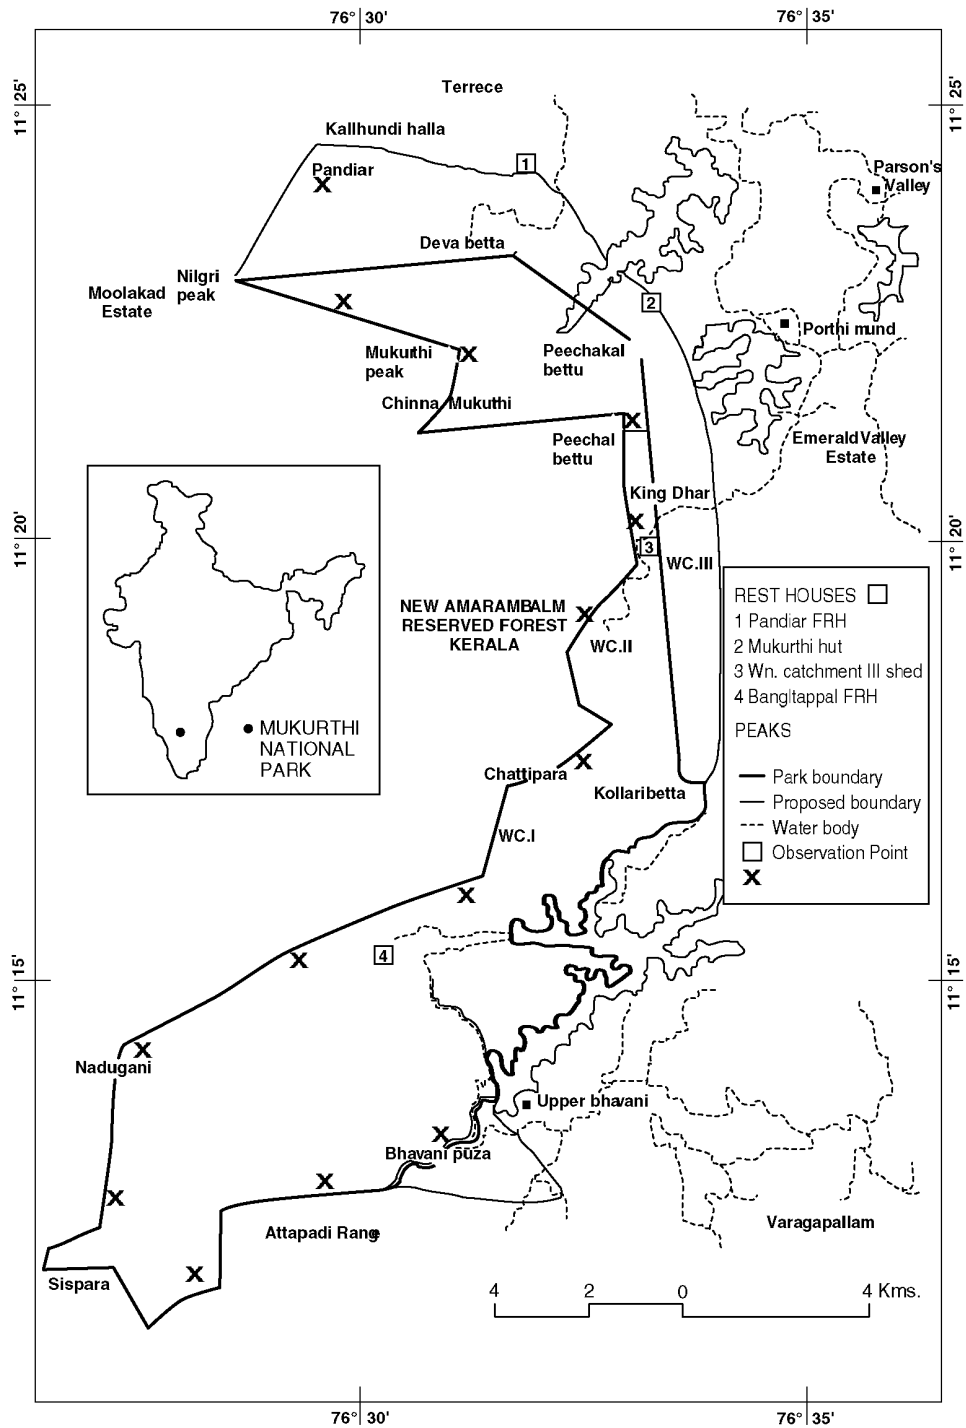 76° 30'
76° 35'
11° 25'
11° 25'
Terrece
Kallhundi halla
1
Pandiar
X
Parson's
Valley
Deva betta
Nilgri
peak
Moolakad
Estate
X
2
Porthi mund
Mukurthi
peak
X
Peechakal
bettu
Chinna Mukuthi
X
Peechal
bettu
Emerald Valley
Estate
King Dhar
X
11° 20'
11° 20'
3
WC.III
NEW AMARAMBALM
RESERVED FOREST
KERALA
X
WC.II
MUKURTHI
NATIONAL
PARK
REST HOUSES
1 Pandiar FRH
2 Mukurthi hut
3 Wn. catchment III shed
4 Bangltappal FRH
PEAKS
Park boundary
Proposed boundary
Water body
Observation Point
X
X
Chattipara
Kollaribetta
WC.I
X
4
X
11° 15'
11° 15'
X
Nadugani
Upper bhavani
X
Bhavani puza
X
X
Attapadi Range
Varagapallam
X
Sispara
4 2 0 4 Kms.
76° 30'
76° 35'